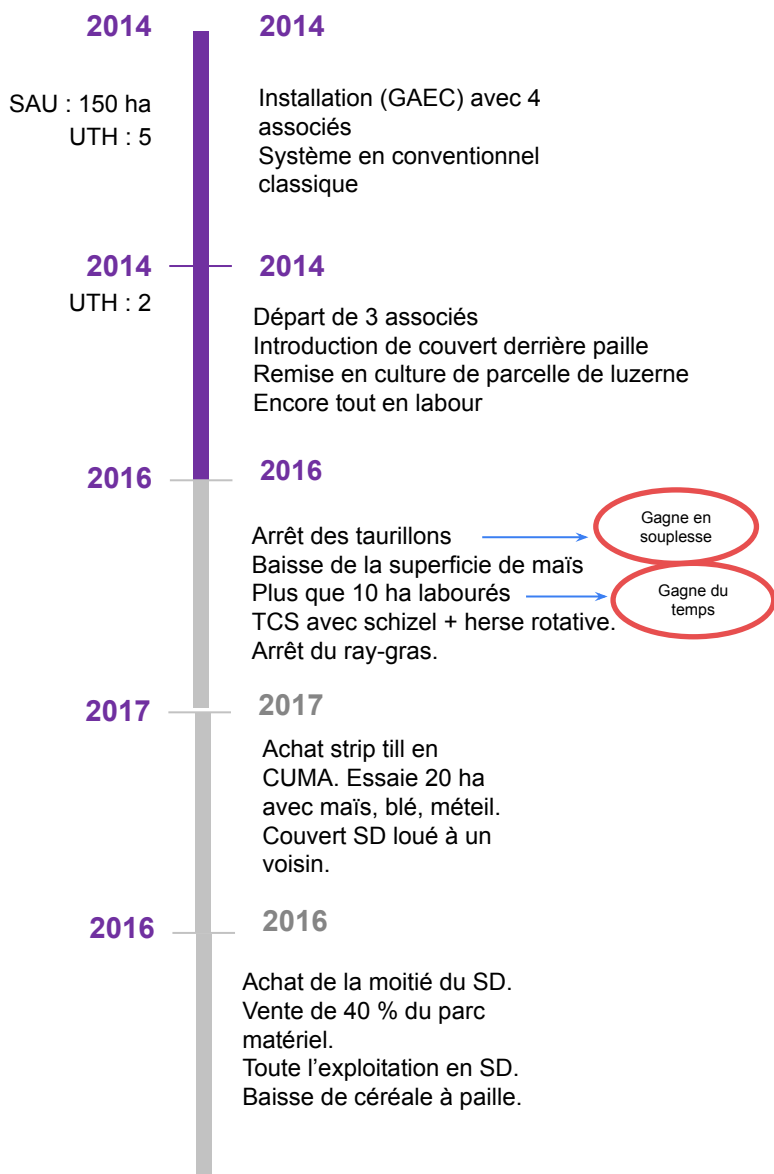 2014
2014
SAU : 150 ha
UTH : 5
Installation (GAEC) avec 4
associés
Système en conventionnel
classique
2014
2014
UTH : 2
Départ de 3 associés
Introduction de couvert derrière paille
Remise en culture de parcelle de luzerne
Encore tout en labour
2016
2016
Arrêt des taurillons
Gagne en
souplesse
Baisse de la superficie de maïs
Plus que 10 ha labourés
Gagne du
temps
TCS avec schizel + herse rotative.
Arrêt du ray-gras.
2017
2017
Achat strip till en
CUMA. Essaie 20 ha
avec maïs, blé, méteil.
Couvert SD loué à un
voisin.
2016
2016
Achat de la moitié du SD.
Vente de 40 % du parc
matériel.
Toute l’exploitation en SD.
Baisse de céréale à paille.